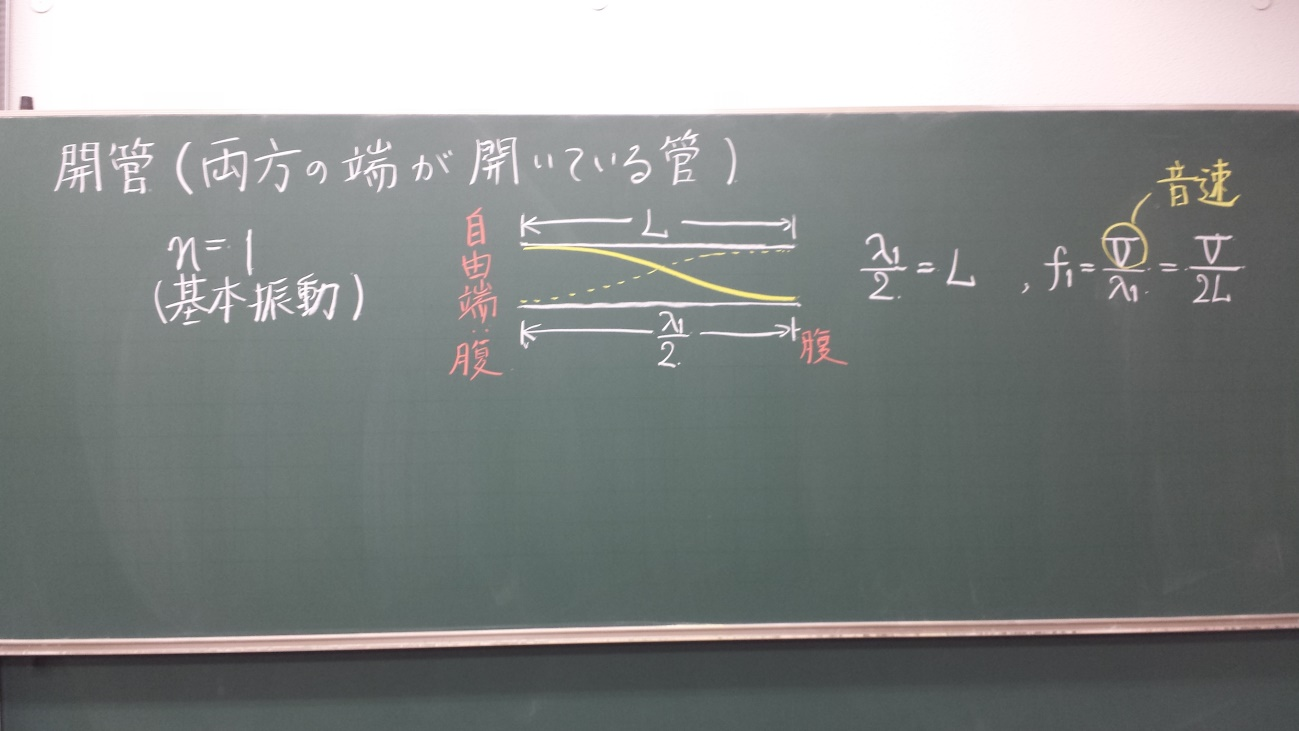 開管(両方の端が開いている管)
n=1
(基本振動)
自由端‥腹
L
λ₁/2
腹
λ₁/2 = L , f₁ = V/λ₁ = V/2L
音速